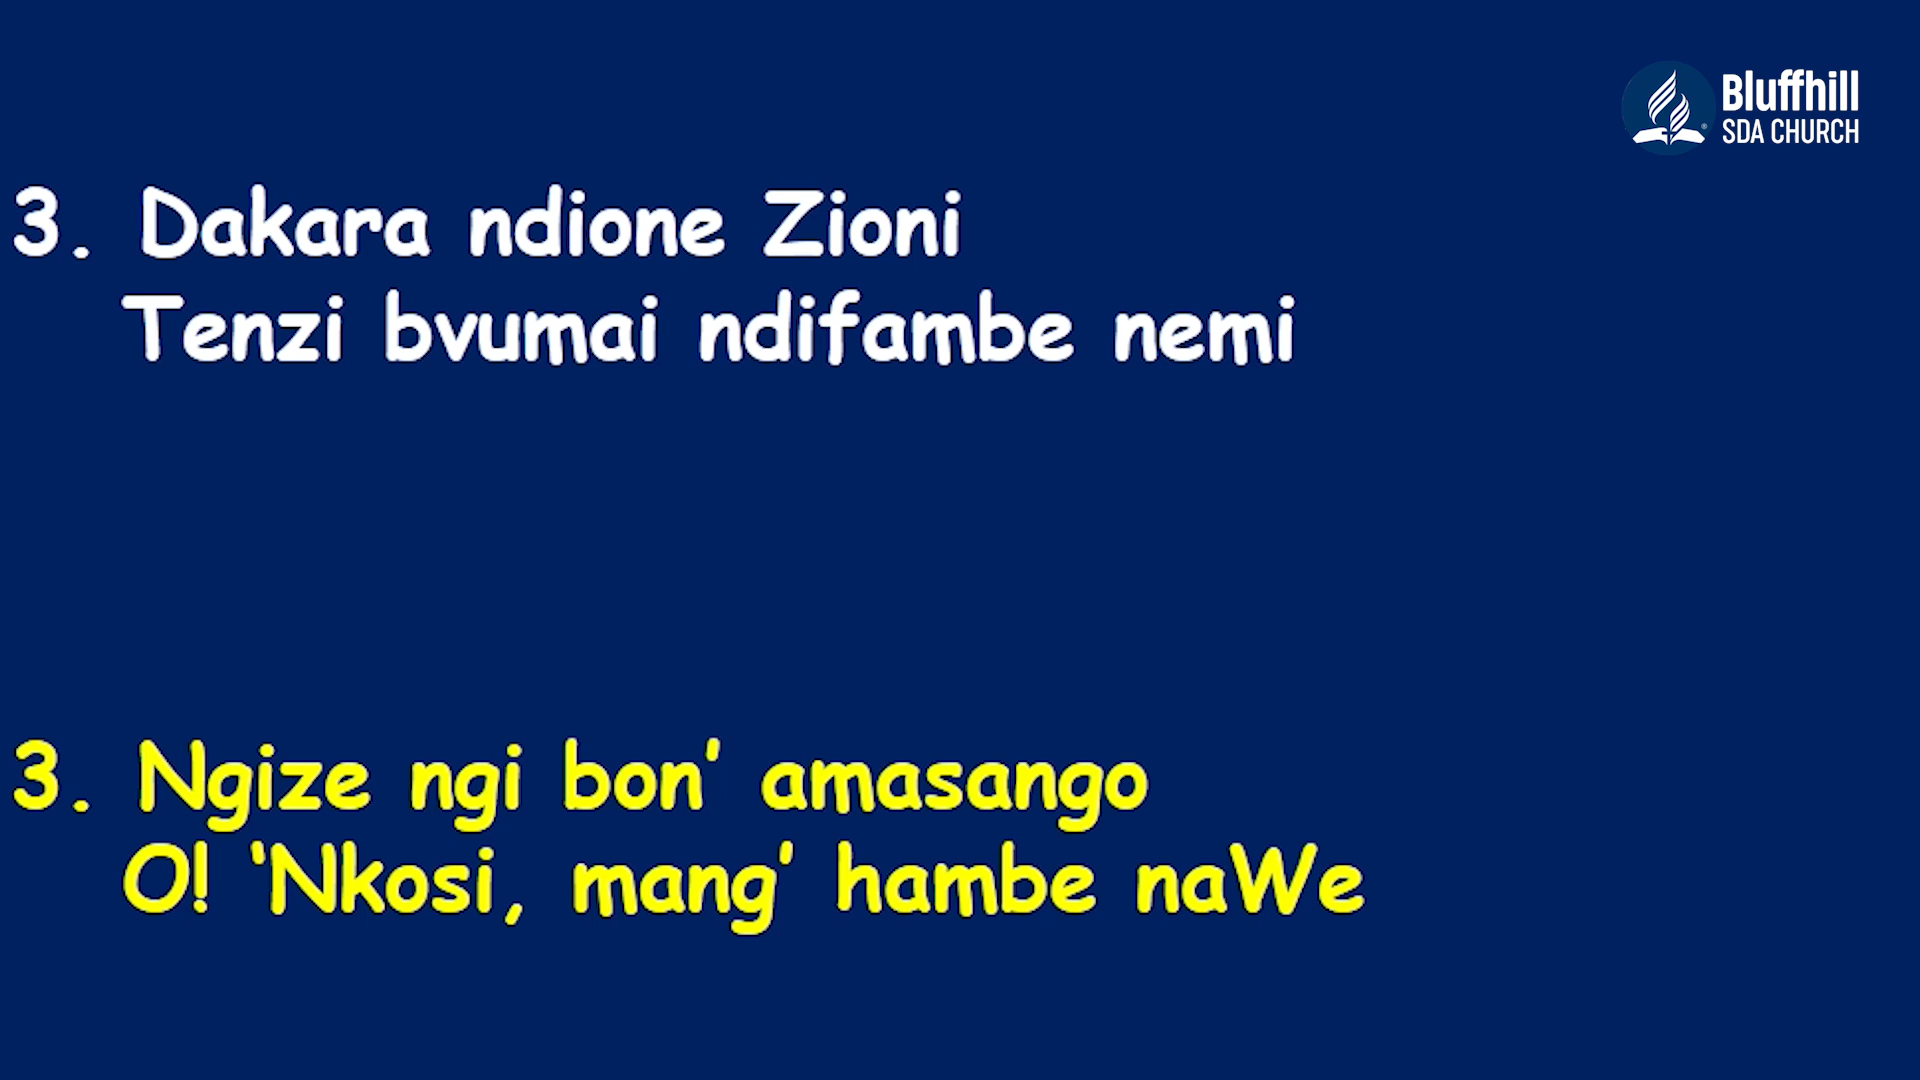 Bluffhill
SDA CHURCH
3. Dakara ndione Zioni
Tenzi bvumai ndifambe nemi
3. Ngize ngi bon’ amasango
O! ‘Nkosi, mang’ hambe naWe